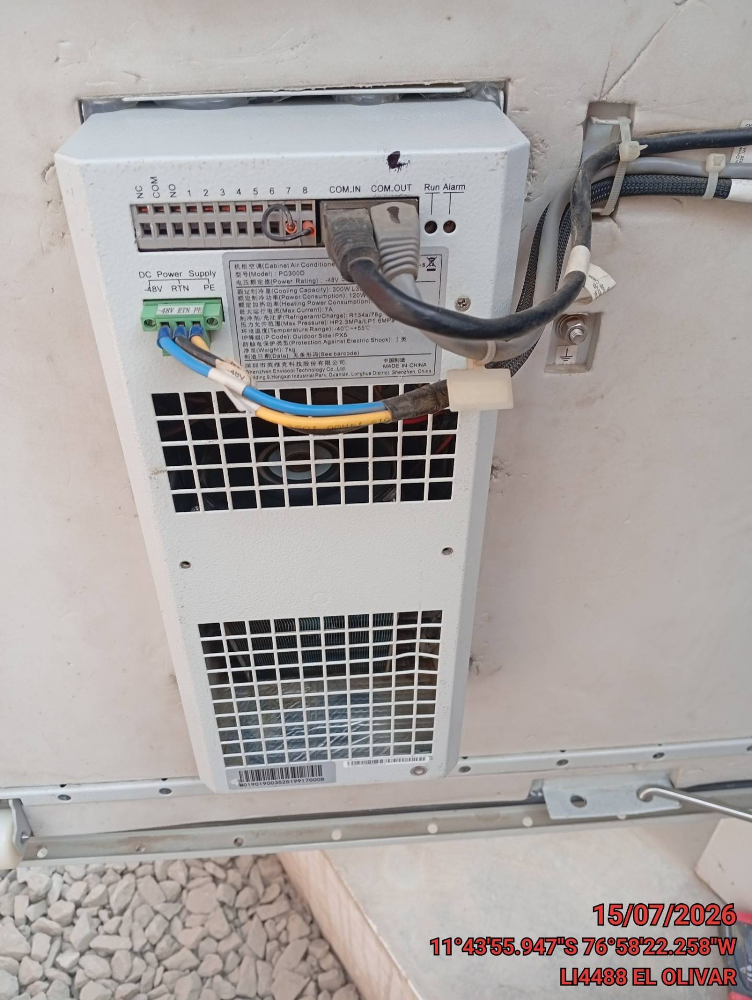 NC COM NO 1 2 3 4 5 6 7 8
COM.IN COM.OUT Run Alarm
DC Power Supply
-48V RTN PE
-48V RTN PE
机柜空调(Cabinet Air Conditione
型号(Model) : PC300D
电压额定值(Power Rating) : -48V
额定制冷量(Cooling Capacity): 300W L35
额定制冷功率(Power Consumption): 120W
额定加热功率(Heating Power Consumption)
最大运行电流(Max Current): 7A
制冷剂/充注量(Refrigerant/Charge): R134a/78g
压力允许范围(Max Pressure): HP2.3MPa/LP1.6MPa
环境温度(Temperature Range): -40℃~+55℃
IP等级(IP Code): Outdoor Side IPX5
防触电保护类型(Protection Against Electric Shock): I 类
净重(Weight): 7kg
制造日期(Data): 见条形码(See barcode)
深圳市英维克科技股份有限公司 中国制造
Shenzhen Envicool Technology Co.,Ltd MADE IN CHINA
uilding 9,Hongxin Industrial Park, Guanlan, Longhua District, Shenzhen, China
-48V
M019019003525199170008
15/07/2026
11°43'55.947"S 76°58'22.258"W
LI4488 EL OLIVAR